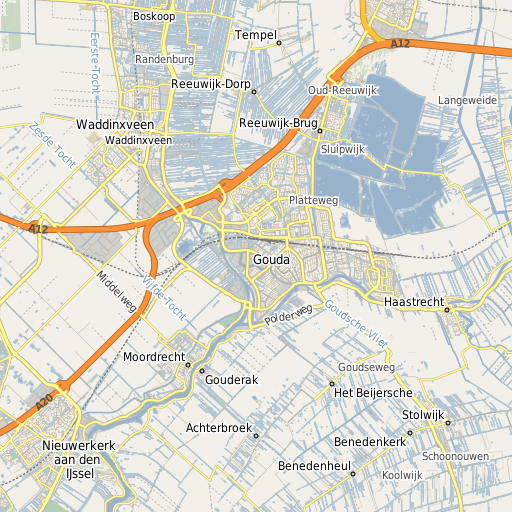 Boskoop
Tempel
A12
Eerste-Tocht
Randenburg
Reeuwijk-Dorp
Oud-Reeuwijk
Langeweide
Waddinxveen
Reeuwijk-Brug
Zesde Tocht
Waddinxveen
Sluipwijk
Platteweg
A12
Gouda
Middelweg
Vijfde-Tocht
Haastrecht
Polderweg
Goudsche-Vliet
Moordrecht
Gouderak
Goudseweg
Het Beijersche
A20
Achterbroek
Stolwijk
Nieuwerkerk
aan den
IJssel
Benedenkerk
Schoonouwen
Benedenheul
Koolwijk